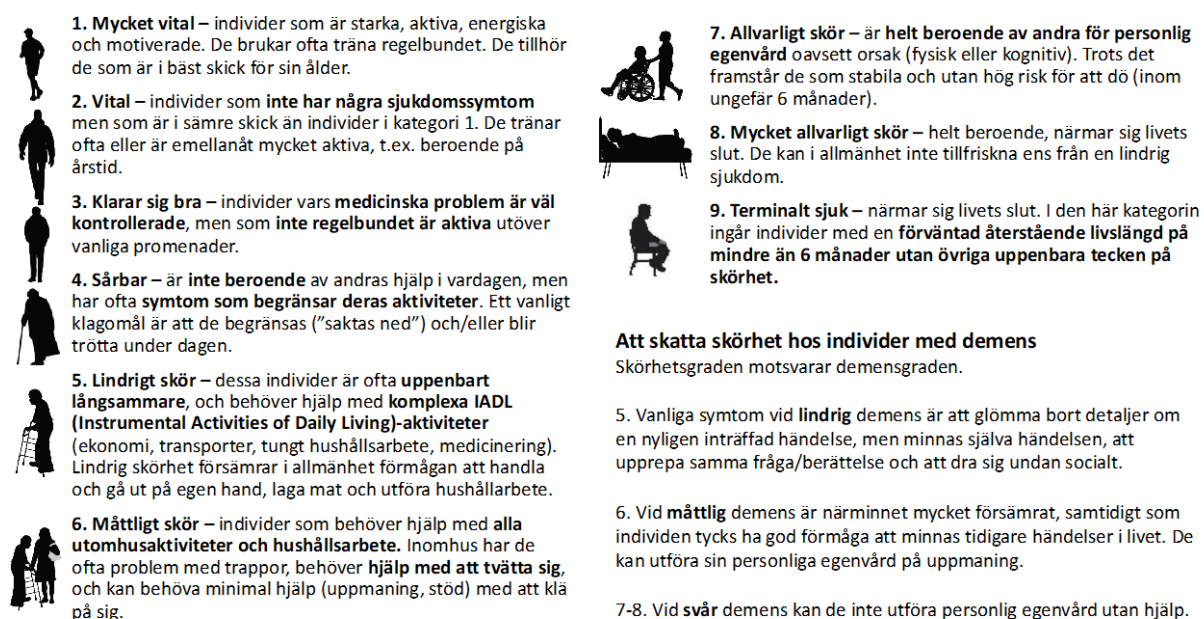 1. Mycket vital – individer som är starka, aktiva, energiska
och motiverade. De brukar ofta träna regelbundet. De tillhör
de som är i bäst skick för sin ålder.
2. Vital – individer som inte har några sjukdomssymtom
men som är i sämre skick än individer i kategori 1. De tränar
ofta eller är emellanåt mycket aktiva, t.ex. beroende på
årstid.
3. Klarar sig bra – individer vars medicinska problem är väl
kontrollerade, men som inte regelbundet är aktiva utöver
vanliga promenader.
4. Sårbar – är inte beroende av andras hjälp i vardagen, men
har ofta symtom som begränsar deras aktiviteter. Ett vanligt
klagomål är att de begränsas (”saktas ned”) och/eller blir
trötta under dagen.
5. Lindrigt skör – dessa individer är ofta uppenbart
långsammare, och behöver hjälp med komplexa IADL
(Instrumental Activities of Daily Living)-aktiviteter
(ekonomi, transporter, tungt hushållsarbete, medicinering).
Lindrig skörhet försämrar i allmänhet förmågan att handla
och gå ut på egen hand, laga mat och utföra hushållarbete.
6. Måttligt skör – individer som behöver hjälp med alla
utomhusaktiviteter och hushållsarbete. Inomhus har de
ofta problem med trappor, behöver hjälp med att tvätta sig,
och kan behöva minimal hjälp (uppmaning, stöd) med att klä
på sig.
7. Allvarligt skör – är helt beroende av andra för personlig
egenvård oavsett orsak (fysisk eller kognitiv). Trots det
framstår de som stabila och utan hög risk för att dö (inom
ungefär 6 månader).
8. Mycket allvarligt skör – helt beroende, närmar sig livets
slut. De kan i allmänhet inte tillfriskna ens från en lindrig
sjukdom.
9. Terminalt sjuk – närmar sig livets slut. I den här kategorin
ingår individer med en förväntad återstående livslängd på
mindre än 6 månader utan övriga uppenbara tecken på
skörhet.
Att skatta skörhet hos individer med demens
Skörhetsgraden motsvarar demensgraden.
5. Vanliga symtom vid lindrig demens är att glömma bort detaljer om
en nyligen inträffad händelse, men minnas själva händelsen, att
upprepa samma fråga/berättelse och att dra sig undan socialt.
6. Vid måttlig demens är närminnet mycket försämrat, samtidigt som
individen tycks ha god förmåga att minnas tidigare händelser i livet. De
kan utföra sin personliga egenvård på uppmaning.
7-8. Vid svår demens kan de inte utföra personlig egenvård utan hjälp.